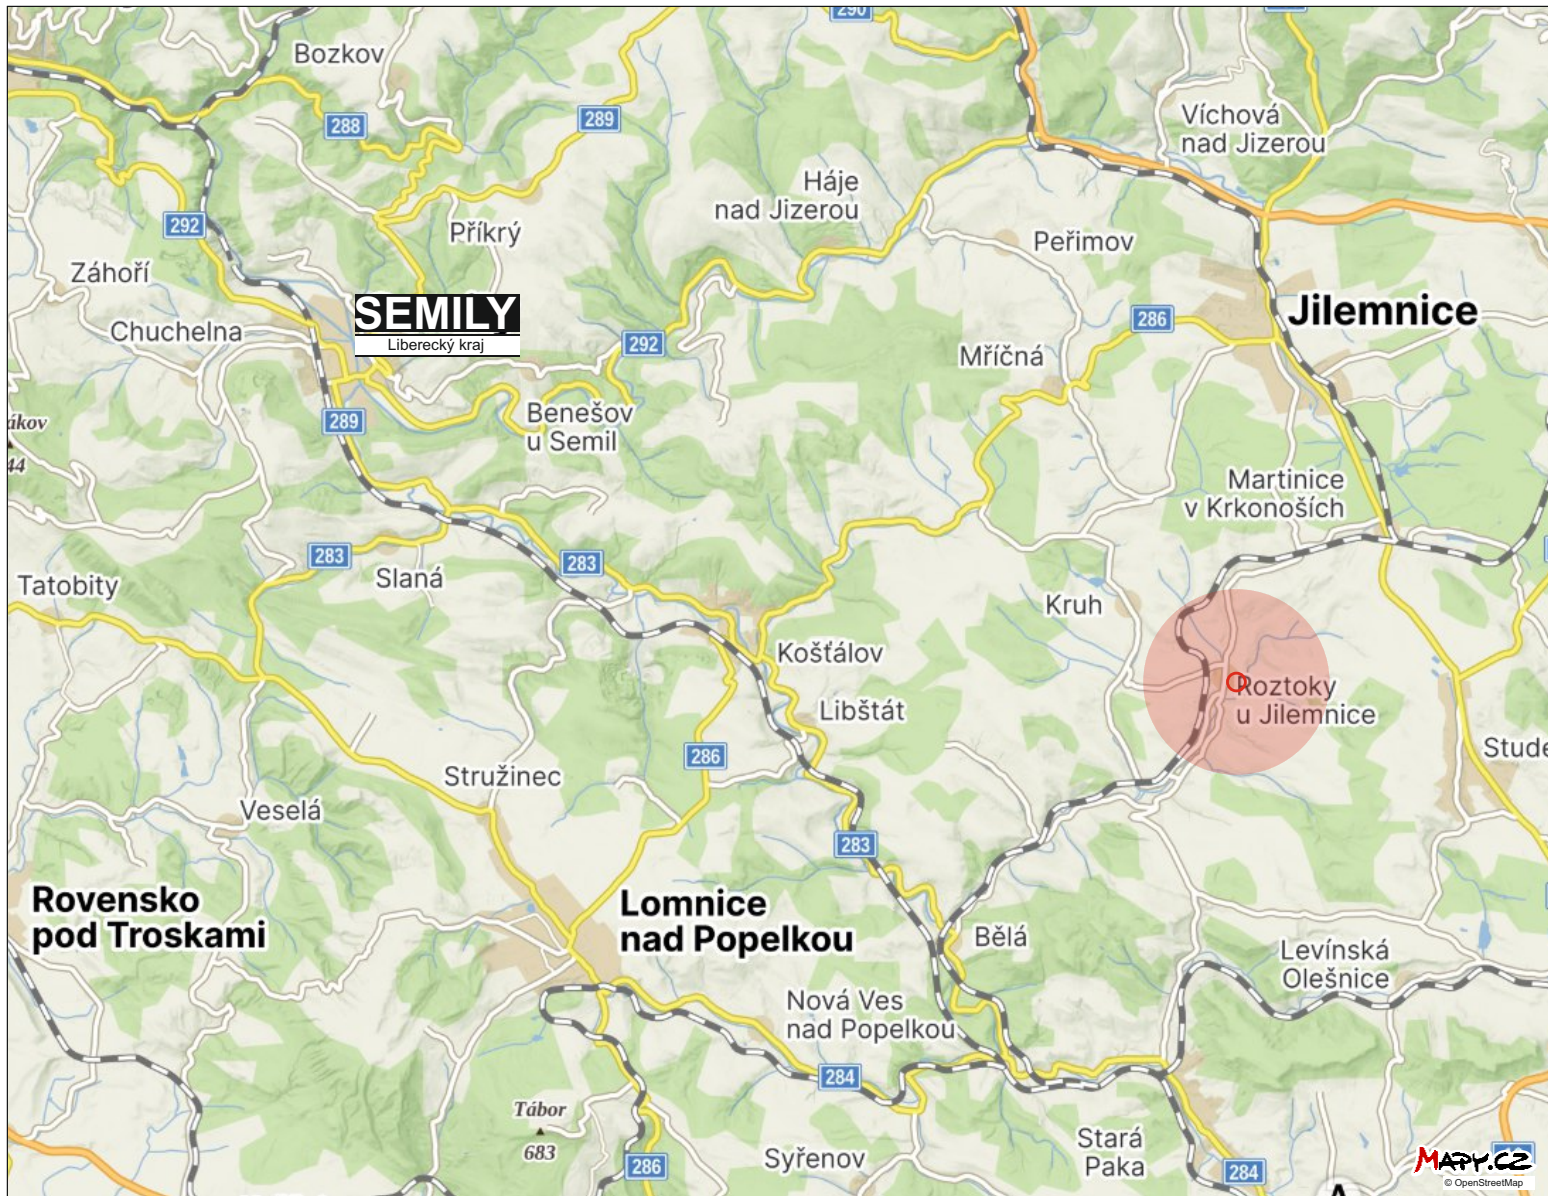 290
Bozkov
288
289
Víchová
nad Jizerou
Háje
nad Jizerou
292
Příkrý
Peřimov
Záhoří
SEMILY
Liberecký kraj
Chuchelna
Jilemnice
286
292
Mříčná
289
Benešov
u Semil
ákov
44
Martinice
v Krkonoších
283
283
Tatobity
Slaná
Kruh
Košťálov
Roztoky
u Jilemnice
Libštát
286
Stude
Stružinec
Veselá
283
Rovensko
pod Troskami
Lomnice
nad Popelkou
Bělá
Levínská
Olešnice
Nová Ves
nad Popelkou
284
Tábor
683
Stará
Paka
Syřenov
286
284
MAPY.CZ
© OpenStreetMap